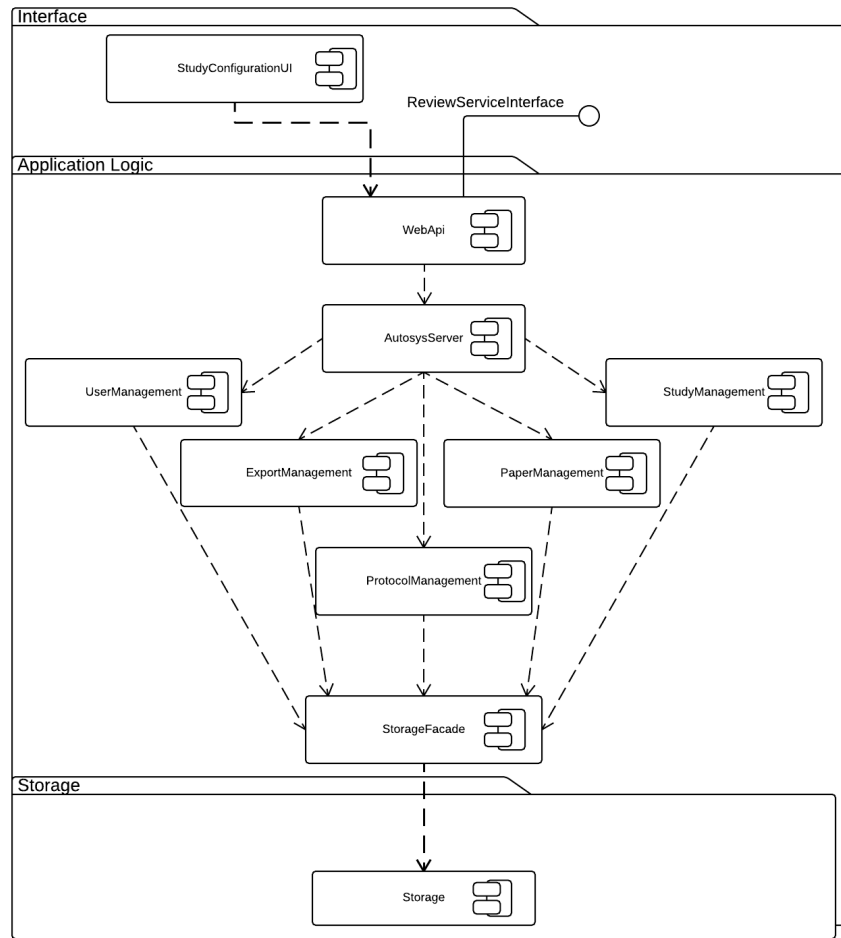 Interface
StudyConfigurationUI
ReviewServiceInterface
Application Logic
WebApi
AutosysServer
UserManagement
StudyManagement
ExportManagement
PaperManagement
ProtocolManagement
StorageFacade
Storage
Storage